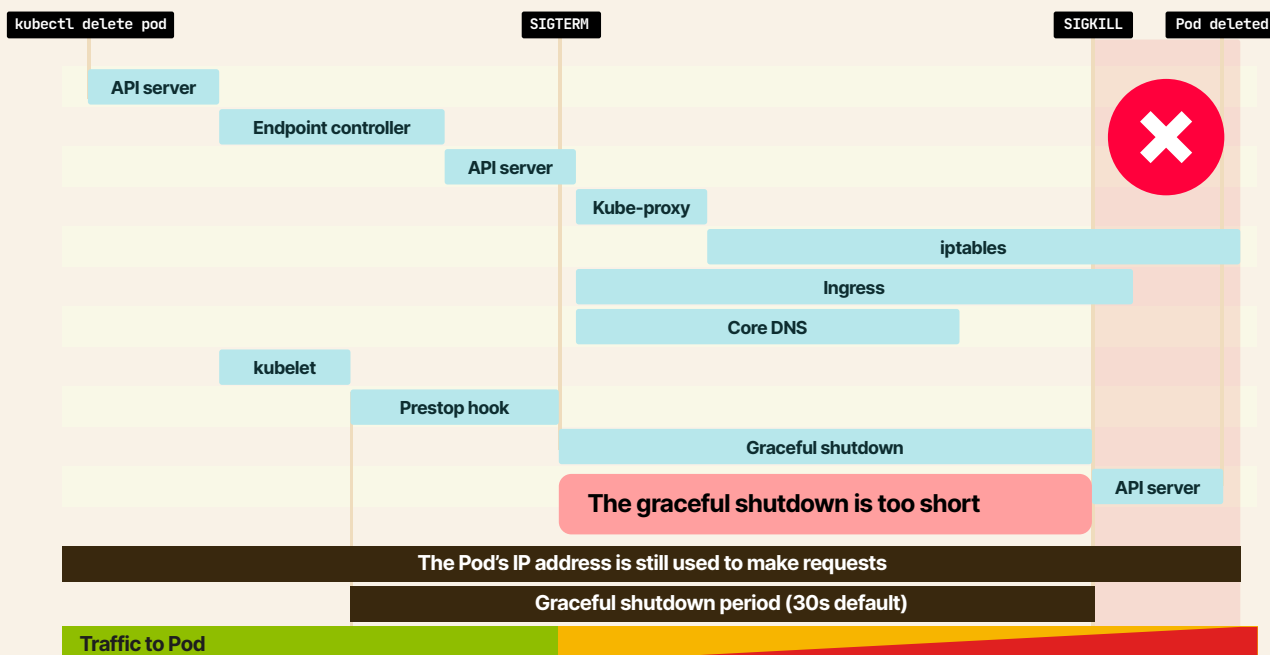 kubectl delete pod
SIGTERM
SIGKILL
Pod deleted
API server
Endpoint controller
API server
Kube-proxy
iptables
Ingress
Core DNS
kubelet
Prestop hook
Graceful shutdown
API server
The graceful shutdown is too short
The Pod’s IP address is still used to make requests
Graceful shutdown period (30s default)
Traffic to Pod